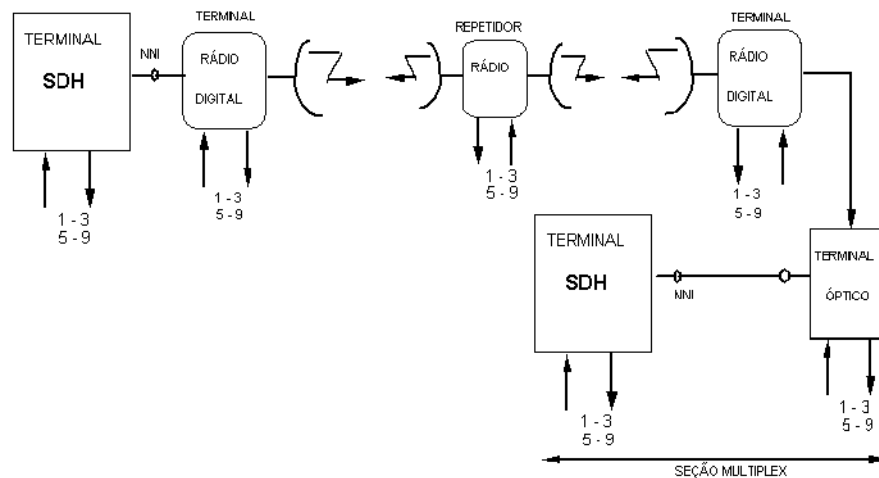 TERMINAL
SDH
NNI
TERMINAL
RÁDIO
DIGITAL
REPETIDOR
RÁDIO
TERMINAL
RÁDIO
DIGITAL
1 - 3
5 - 9
1 - 3
5 - 9
1 - 3
5 - 9
1 - 3
5 - 9
TERMINAL
SDH
NNI
TERMINAL
ÓPTICO
1 - 3
5 - 9
1 - 3
5 - 9
SEÇÃO MULTIPLEX